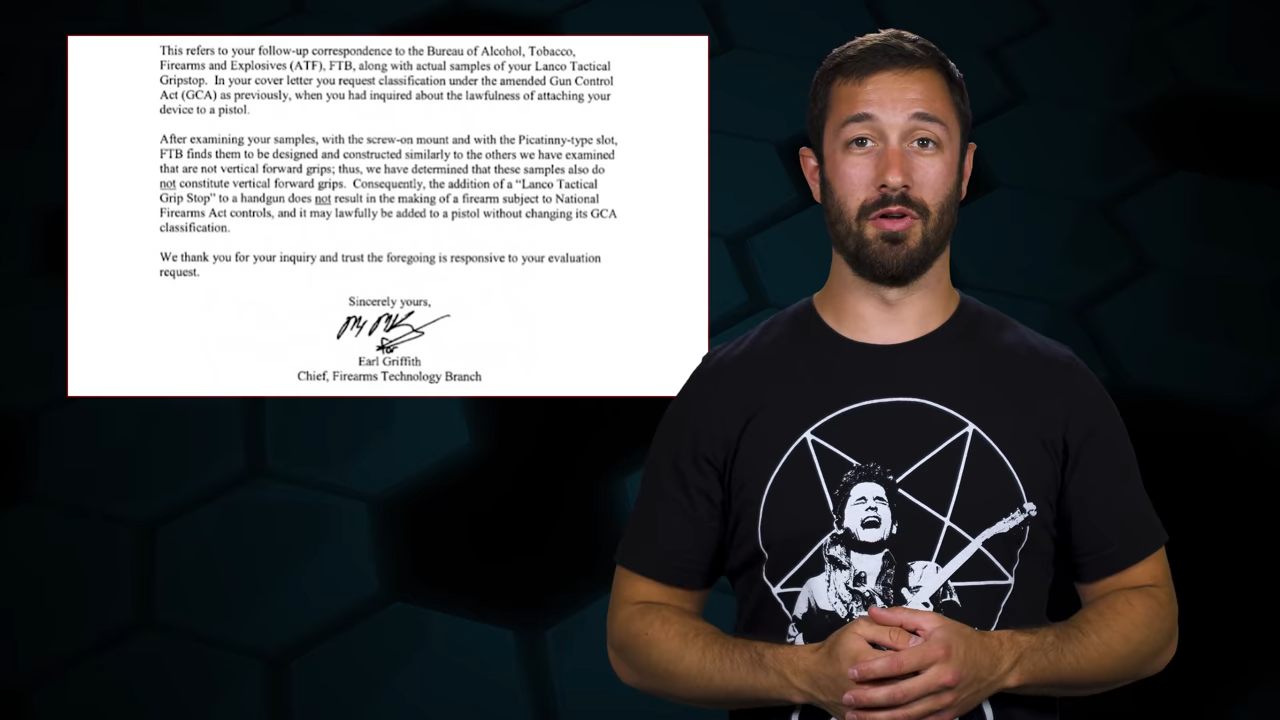 This refers to your follow-up correspondence to the Bureau of Alcohol, Tobacco,
Firearms and Explosives (ATF), FTB, along with actual samples of your Lanco Tactical
Gripstop. In your cover letter you request classification under the amended Gun Control
Act (GCA) as previously, when you had inquired about the lawfulness of attaching your
device to a pistol.
After examining your samples, with the screw-on mount and with the Picatinny-type slot,
FTB finds them to be designed and constructed similarly to the others we have examined
that are not vertical forward grips; thus, we have determined that these samples also do
not constitute vertical forward grips. Consequently, the addition of a “Lanco Tactical
Grip Stop” to a handgun does not result in the making of a firearm subject to National
Firearms Act controls, and it may lawfully be added to a pistol without changing its GCA
classification.
We thank you for your inquiry and trust the foregoing is responsive to your evaluation
request.
Sincerely yours,
for
Earl Griffith
Chief, Firearms Technology Branch